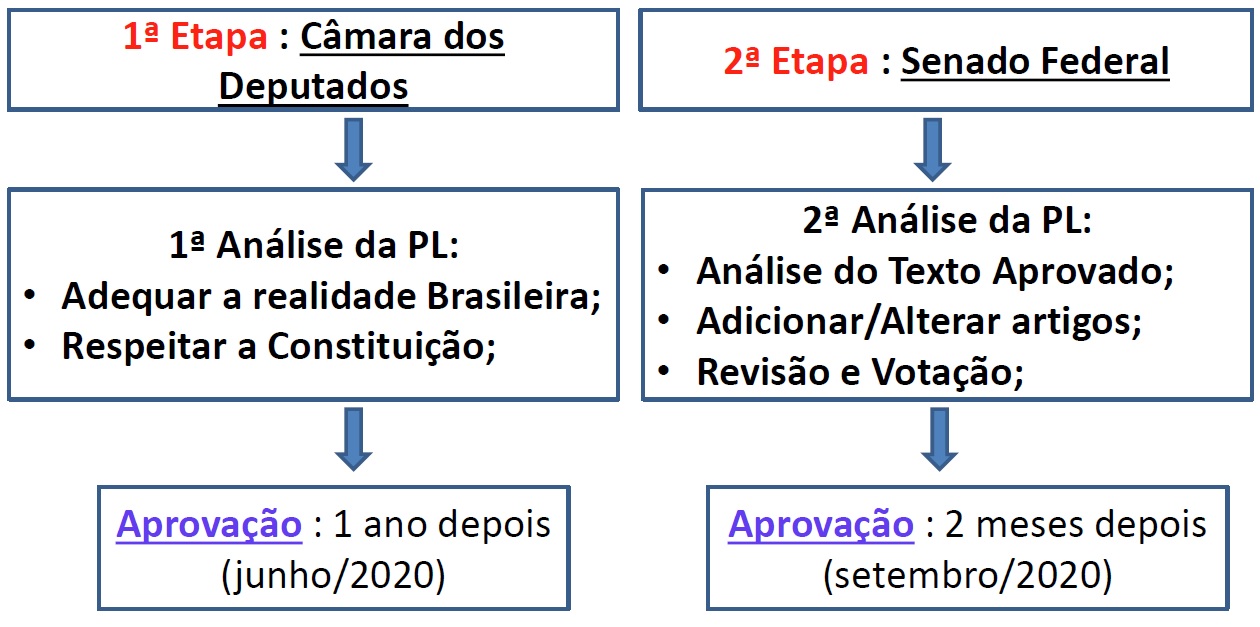 1ª Etapa : Câmara dos
Deputados
1ª Análise da PL:
• Adequar a realidade Brasileira;
• Respeitar a Constituição;
Aprovação : 1 ano depois
(junho/2020)
2ª Etapa : Senado Federal
2ª Análise da PL:
• Análise do Texto Aprovado;
• Adicionar/Alterar artigos;
• Revisão e Votação;
Aprovação : 2 meses depois
(setembro/2020)